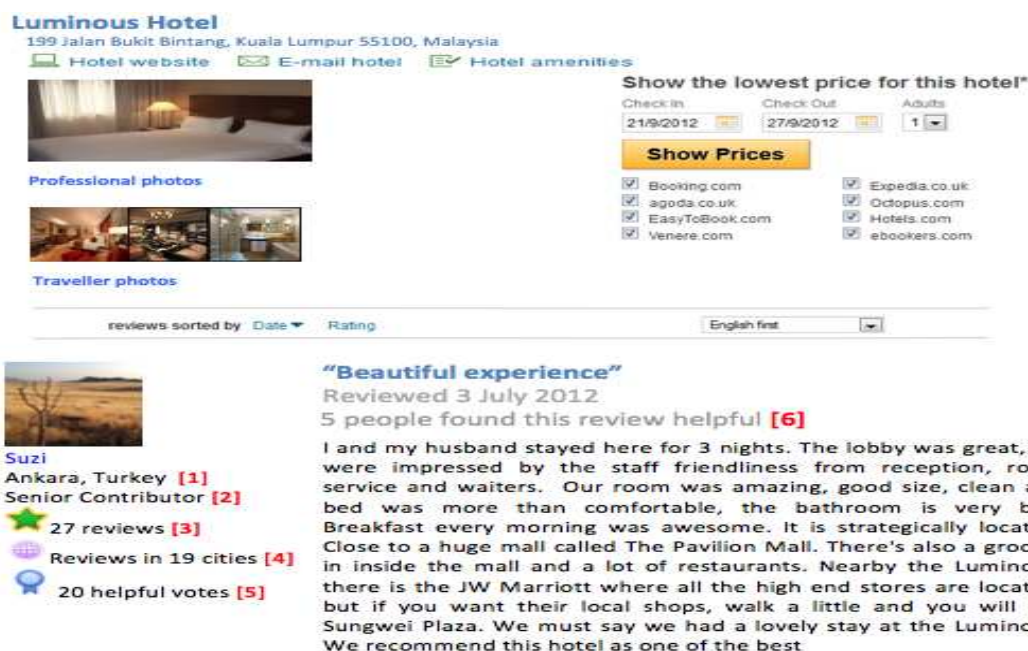 Luminous Hotel
199 Jalan Bukit Bintang, Kuala Lumpur 55100, Malaysia
Hotel website E-mail hotel Hotel amenities
Show the lowest price for this hotel*
Check In Check Out Adults
21/9/2012 27/9/2012 1
Show Prices
Professional photos
Booking.com Expedia.co.uk
agoda.co.uk Octopus.com
EasyToBook.com Hotels.com
Venere.com ebookers.com
Traveller photos
reviews sorted by Date Rating English first
"Beautiful experience"
Reviewed 3 July 2012
5 people found this review helpful [6]
Suzi
Ankara, Turkey [1]
Senior Contributor [2]
27 reviews [3]
Reviews in 19 cities [4]
20 helpful votes [5]
I and my husband stayed here for 3 nights. The lobby was great,
were impressed by the staff friendliness from reception, ro
service and waiters. Our room was amazing, good size, clean a
bed was more than comfortable, the bathroom is very b
Breakfast every morning was awesome. It is strategically locat
Close to a huge mall called The Pavilion Mall. There's also a groc
in inside the mall and a lot of restaurants. Nearby the Lumino
there is the JW Marriott where all the high end stores are locat
but if you want their local shops, walk a little and you will
Sungwei Plaza. We must say we had a lovely stay at the Lumino
We recommend this hotel as one of the best